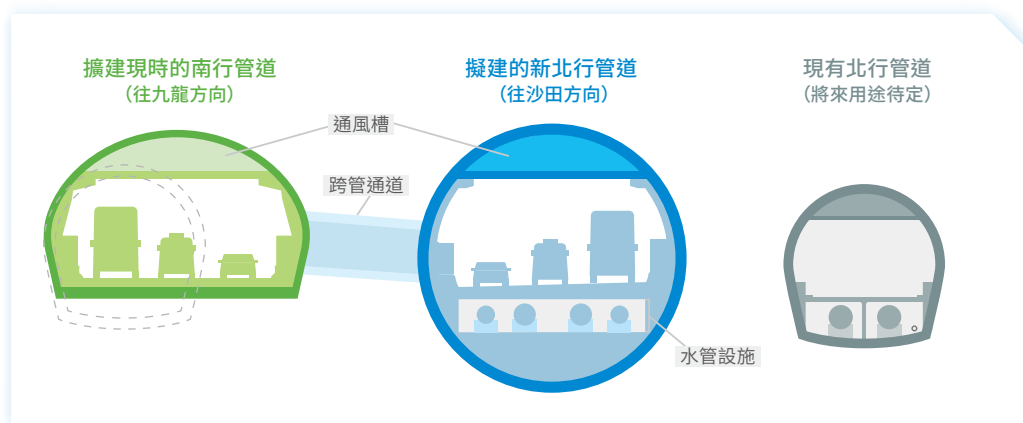 擴建現時的南行管道
（往九龍方向）
擬建的新北行管道
（往沙田方向）
現有北行管道
（將來用途待定）
通風槽
跨管通道
水管設施